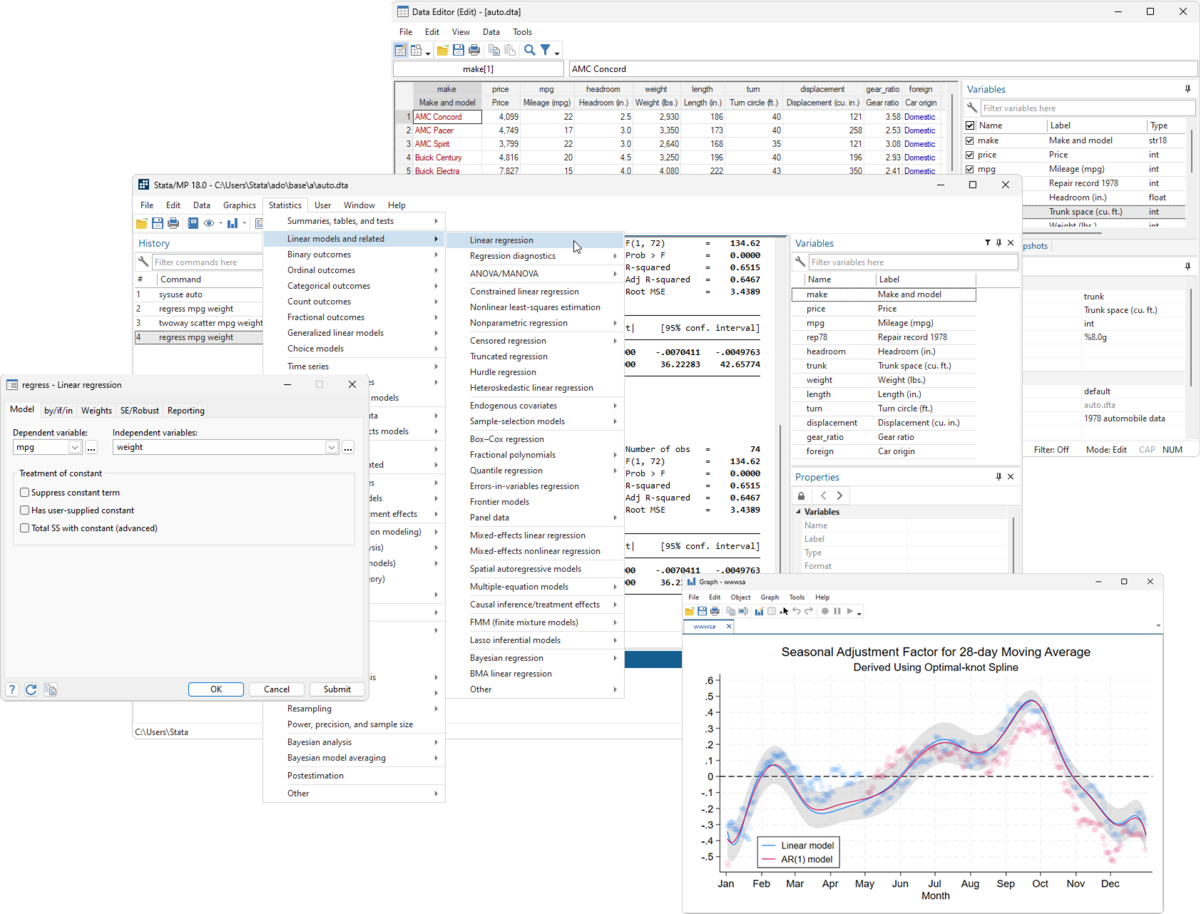 Data Editor (Edit) - [auto.dta]
File Edit View Data Tools
make[1] AMC Concord
make price mpg headroom weight length turn displacement gear_ratio foreign
Make and model Price Mileage (mpg) Headroom (in.) Weight (lbs.) Length (in.) Turn circle (ft.) Displacement (cu. in.) Gear ratio Car origin
1 AMC Concord 4,099 22 2.5 2,930 186 40 121 3.58 Domestic
2 AMC Pacer 4,749 17 3.0 3,350 173 40 258 2.53 Domestic
3 AMC Spirit 3,799 22 3.0 2,640 168 35 121 3.08 Domestic
4 Buick Century 4,816 20 4.5 3,250 196 40 196 2.93 Domestic
5 Buick Electra 7,827 15 4.0 4,080 222 43 350 2.41 Domestic
Variables
Filter variables here
Name Label Type
make Make and model str18
price Price int
mpg Mileage (mpg) int
Repair record 1978 int
Headroom (in.) float
Trunk space (cu. ft.) int
Weight (lbs.) int
pshots
trunk
Trunk space (cu. ft.)
int
%8.0g
default
auto.dta
1978 automobile data
Filter: Off Mode: Edit CAP NUM
Stata/MP 18.0 - C:\Users\Stata\ado\base\a\auto.dta
File Edit Data Graphics Statistics User Window Help
History
Filter commands here
# Command
1 sysuse auto
2 regress mpg weight
3 twoway scatter mpg weight
4 regress mpg weight
C:\Users\Stata
Summaries, tables, and tests
Linear models and related
Binary outcomes
Ordinal outcomes
Categorical outcomes
Count outcomes
Fractional outcomes
Generalized linear models
Choice models
Time series
es
models
ata
cts models
ated
dels
ment effects
on modeling)
ysis)
models)
ory)
sis
Resampling
Power, precision, and sample size
Bayesian analysis
Bayesian model averaging
Postestimation
Other
Linear regression
Regression diagnostics
ANOVA/MANOVA
Constrained linear regression
Nonlinear least-squares estimation
Nonparametric regression
Censored regression
Truncated regression
Hurdle regression
Heteroskedastic linear regression
Endogenous covariates
Sample-selection models
Box–Cox regression
Fractional polynomials
Quantile regression
Errors-in-variables regression
Frontier models
Panel data
Mixed-effects linear regression
Mixed-effects nonlinear regression
Spatial autoregressive models
Multiple-equation models
Causal inference/treatment effects
FMM (finite mixture models)
Lasso inferential models
Bayesian regression
BMA linear regression
Other
F(1, 72) = 134.62
Prob > F = 0.0000
R-squared = 0.6515
Adj R-squared = 0.6467
Root MSE = 3.4389
t| [95% conf. interval]
00 -.0070411 -.0049763
00 36.22283 42.65774
Number of obs = 74
F(1, 72) = 134.62
Prob > F = 0.0000
R-squared = 0.6515
Adj R-squared = 0.6467
Root MSE = 3.4389
t| [95% conf. interval]
00 -.0070411 -.0049763
00 36.2
Variables
Filter variables here
Name Label
make Make and model
price Price
mpg Mileage (mpg)
rep78 Repair record 1978
headroom Headroom (in.)
trunk Trunk space (cu. ft.)
weight Weight (lbs.)
length Length (in.)
turn Turn circle (ft.)
displacement Displacement (cu. in.)
gear_ratio Gear ratio
foreign Car origin
Properties
Variables
Name
Label
Type
Format
regress - Linear regression
Model by/if/in Weights SE/Robust Reporting
Dependent variable: Independent variables:
mpg ... weight ...
Treatment of constant
Suppress constant term
Has user-supplied constant
Total SS with constant (advanced)
? OK Cancel Submit
Graph - wwwsa
File Edit Object Graph Tools Help
wwwsa
Seasonal Adjustment Factor for 28-day Moving Average
Derived Using Optimal-knot Spline
.6
.5
.4
.3
.2
.1
0
-.1
-.2
-.3
-.4
-.5
Linear model
AR(1) model
Jan Feb Mar Apr May Jun Jul Aug Sep Oct Nov Dec
Month